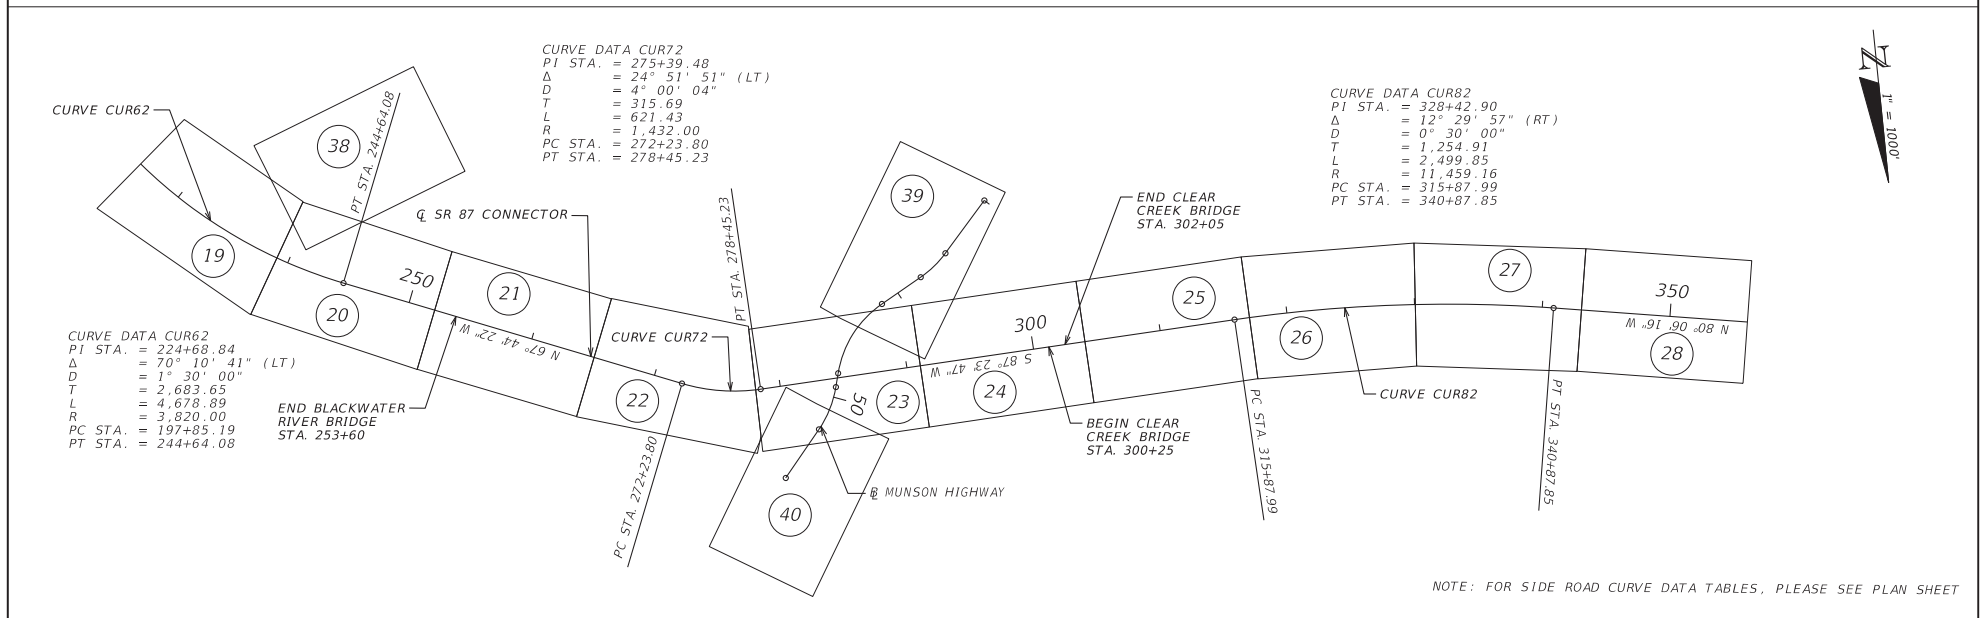 CURVE DATA CUR72
PI STA. = 275+39.48
Δ = 24° 51' 51" (LT)
D = 4° 00' 04"
T = 315.69
L = 621.43
R = 1,432.00
PC STA. = 272+23.80
PT STA. = 278+45.23
CURVE DATA CUR82
PI STA. = 328+42.90
Δ = 12° 29' 57" (RT)
D = 0° 30' 00"
T = 1,254.91
L = 2,499.85
R = 11,459.16
PC STA. = 315+87.99
PT STA. = 340+87.85
N
1" = 1000'
CURVE CUR62
38
PT STA. 244+64.08
℄ SR 87 CONNECTOR
19
20
250
21
N 67° 44' 22" W
CURVE CUR72
PT STA. 278+45.23
39
END CLEAR
CREEK BRIDGE
STA. 302+05
300
S 87° 23' 47" W
25
26
27
350
N 80° 06' 16" W
28
CURVE DATA CUR62
PI STA. = 224+68.84
Δ = 70° 10' 41" (LT)
D = 1° 30' 00"
T = 2,683.65
L = 4,678.89
R = 3,820.00
PC STA. = 197+85.19
PT STA. = 244+64.08
END BLACKWATER
RIVER BRIDGE
STA. 253+60
22
PC STA. 272+23.80
50
23
24
BEGIN CLEAR
CREEK BRIDGE
STA. 300+25
PC STA. 315+87.99
CURVE CUR82
PT STA. 340+87.85
40
BL MUNSON HIGHWAY
NOTE: FOR SIDE ROAD CURVE DATA TABLES, PLEASE SEE PLAN SHEET